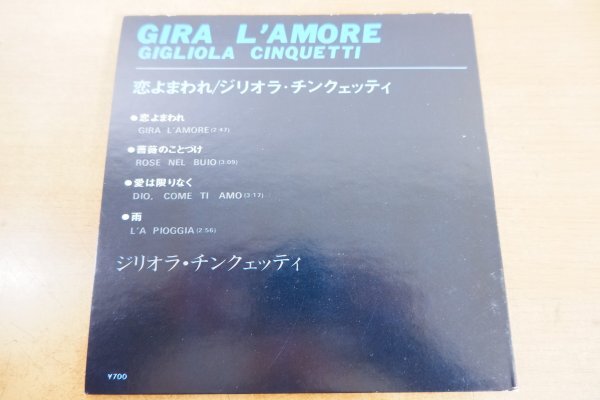 GIRA L'AMORE
GIGLIOLA CINQUETTI
恋よまわれ/ジリオラ・チンクェッティ
●恋よまわれ
GIRA L'AMORE(2:47)
●薔薇のことづけ
ROSE NEL BUIO(3:09)
●愛は限りなく
DIO, COME TI AMO(3:17)
●雨
L'A PIOGGIA(2:56)
ジリオラ・チンクェッティ
¥700